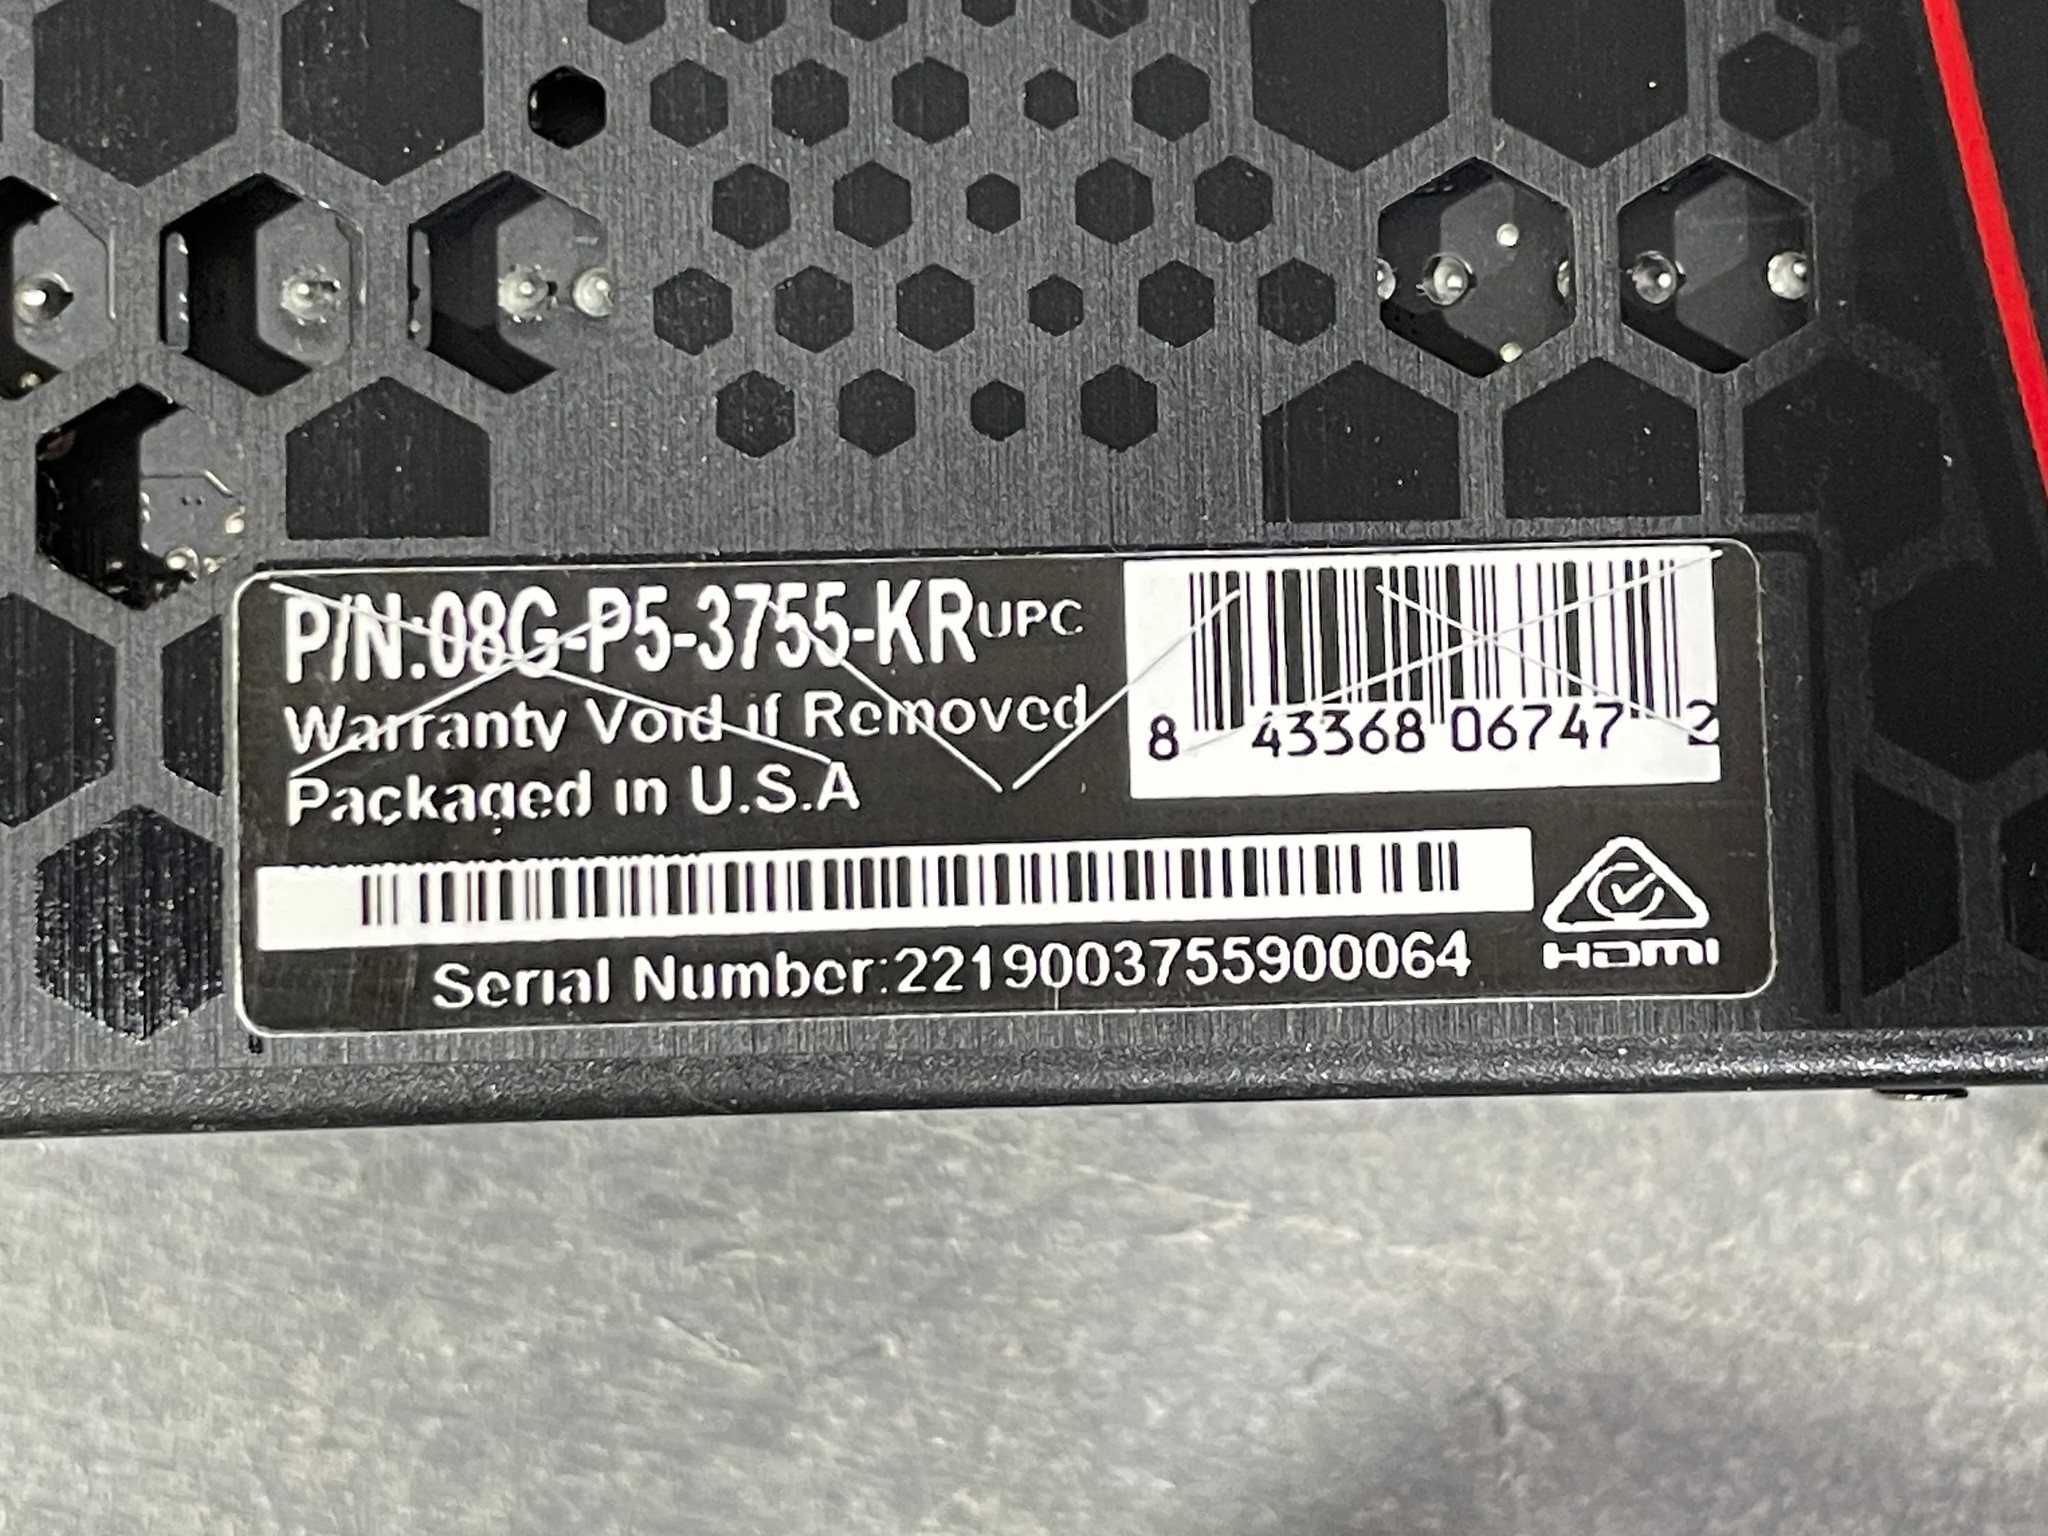 P/N:08G-P5-3755-KR UPC
Warranty Void if Removed
Packaged in U.S.A
8 43368 06747 2
Serial Number:2219003755900064
HDMI